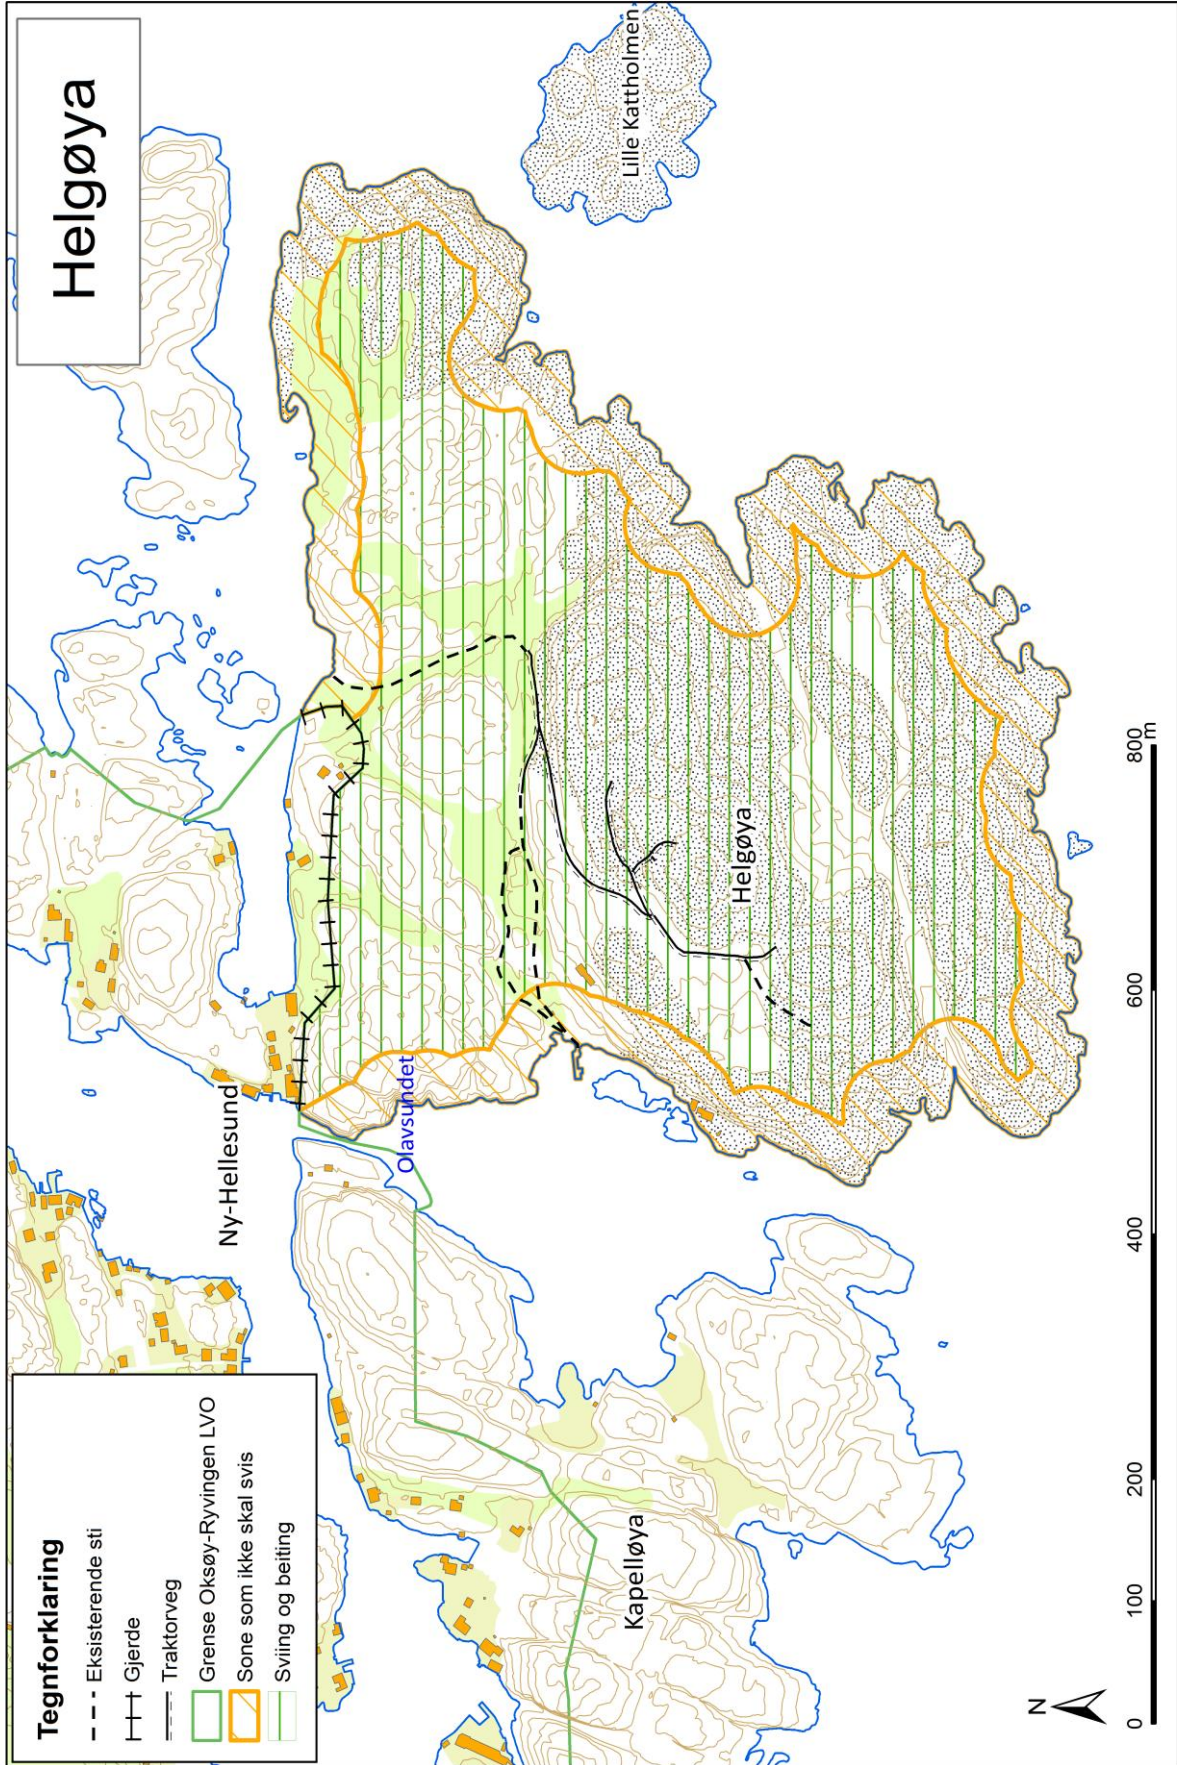 Helgøya
Lille Kattholmen
Ny-Hellesund
Olavsundet
Helgøya
Kapelløya
Tegnforklaring
Eksisterende sti
Gjerde
Traktorveg
Grense Oksøy-Ryvingen LVO
Sone som ikke skal svis
Sviing og beiting
N
0 100 200 400 600 800
m